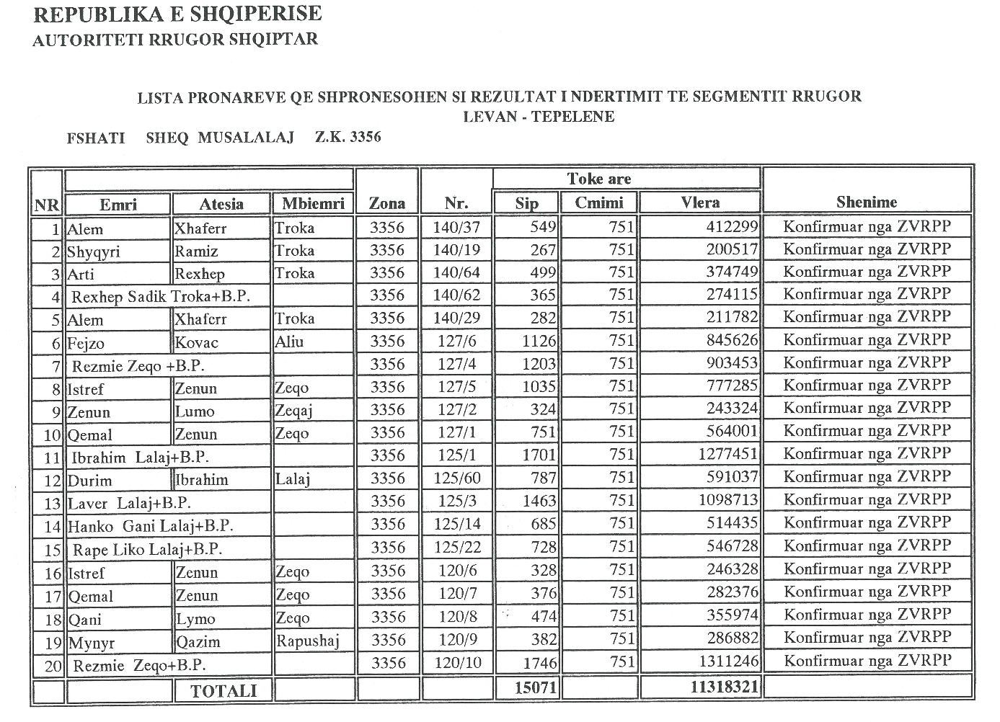 REPUBLIKA E SHQIPERISE
AUTORITETI RRUGOR SHQIPTAR
LISTA PRONAREVE QE SHPRONESOHEN SI REZULTAT I NDERTIMIT TE SEGMENTIT RRUGOR
LEVAN - TEPELENE
FSHATI SHEQ MUSALALAJ Z.K. 3356
Toke are
NR Emri Atesia Mbiemri Zona Nr. Sip Cmimi Vlera Shenime
1 Alem Xhaferr Troka 3356 140/37 549 751 412299 Konfirmuar nga ZVRPP
2 Shyqyri Ramiz Troka 3356 140/19 267 751 200517 Konfirmuar nga ZVRPP
3 Arti Rexhep Troka 3356 140/64 499 751 374749 Konfirmuar nga ZVRPP
4 Rexhep Sadik Troka+B.P. 3356 140/62 365 751 274115 Konfirmuar nga ZVRPP
5 Alem Xhaferr Troka 3356 140/29 282 751 211782 Konfirmuar nga ZVRPP
6 Fejzo Kovac Aliu 3356 127/6 1126 751 845626 Konfirmuar nga ZVRPP
7 Rezmie Zeqo +B.P. 3356 127/4 1203 751 903453 Konfirmuar nga ZVRPP
8 Istref Zenun Zeqo 3356 127/5 1035 751 777285 Konfirmuar nga ZVRPP
9 Zenun Lumo Zeqaj 3356 127/2 324 751 243324 Konfirmuar nga ZVRPP
10 Qemal Zenun Zeqo 3356 127/1 751 751 564001 Konfirmuar nga ZVRPP
11 Ibrahim Lalaj+B.P. 3356 125/1 1701 751 1277451 Konfirmuar nga ZVRPP
12 Durim Ibrahim Lalaj 3356 125/60 787 751 591037 Konfirmuar nga ZVRPP
13 Laver Lalaj+B.P. 3356 125/3 1463 751 1098713 Konfirmuar nga ZVRPP
14 Hanko Gani Lalaj+B.P. 3356 125/14 685 751 514435 Konfirmuar nga ZVRPP
15 Rape Liko Lalaj+B.P. 3356 125/22 728 751 546728 Konfirmuar nga ZVRPP
16 Istref Zenun Zeqo 3356 120/6 328 751 246328 Konfirmuar nga ZVRPP
17 Qemal Zenun Zeqo 3356 120/7 376 751 282376 Konfirmuar nga ZVRPP
18 Qani Lymo Zeqo 3356 120/8 474 751 355974 Konfirmuar nga ZVRPP
19 Mynyr Qazim Rapushaj 3356 120/9 382 751 286882 Konfirmuar nga ZVRPP
20 Rezmie Zeqo+B.P. 3356 120/10 1746 751 1311246 Konfirmuar nga ZVRPP
TOTALI 15071 11318321